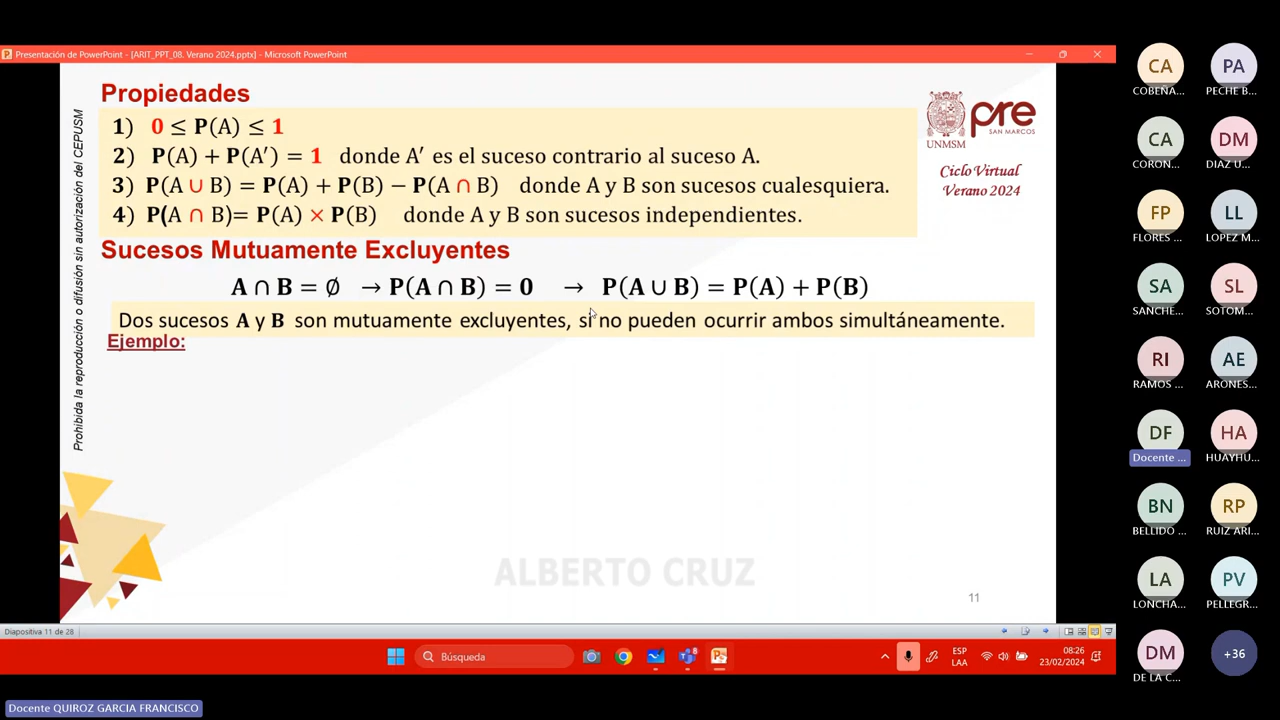 Presentación de PowerPoint - [ARIT_PPT_08. Verano 2024.pptx] - Microsoft PowerPoint
Prohibida la reproducción o difusión sin autorización del CEPUSM
Propiedades
1) 0 ≤ P(A) ≤ 1
2) P(A) + P(A′) = 1 donde A′ es el suceso contrario al suceso A.
3) P(A ∪ B) = P(A) + P(B) − P(A ∩ B) donde A y B son sucesos cualesquiera.
4) P(A ∩ B)= P(A) × P(B) donde A y B son sucesos independientes.
UNMSM
pre
SAN MARCOS
Ciclo Virtual
Verano 2024
Sucesos Mutuamente Excluyentes
A ∩ B = ∅ → P(A ∩ B) = 0 → P(A ∪ B) = P(A) + P(B)
Dos sucesos A y B son mutuamente excluyentes, si no pueden ocurrir ambos simultáneamente.
Ejemplo:
ALBERTO CRUZ
11
Diapositiva 11 de 28
Búsqueda
8
ESP
LAA
08:26
23/02/2024
CA
COBEÑA...
PA
PECHE B...
CA
CORON...
DM
DIAZ U...
FP
FLORES ...
LL
LOPEZ M...
SA
SANCHE...
SL
SOTOM...
RI
RAMOS ...
AE
ARONES...
DF
Docente ...
HA
HUAYHU...
BN
BELLIDO ...
RP
RUIZ ARI...
LA
LONCHA...
PV
PELLEGR...
DM
DE LA C...
+36
Docente QUIROZ GARCIA FRANCISCO